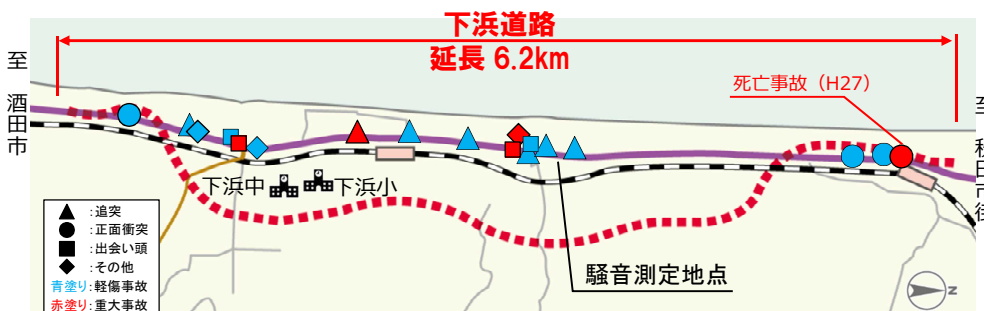 下浜道路
延長 6.2km
死亡事故（H27）
至
酒田市
至
田市街
下浜中
下浜小
騒音測定地点
▲ :追突
● :正面衝突
■ :出会い頭
◆ :その他
青塗り:軽傷事故
赤塗り:重大事故
N